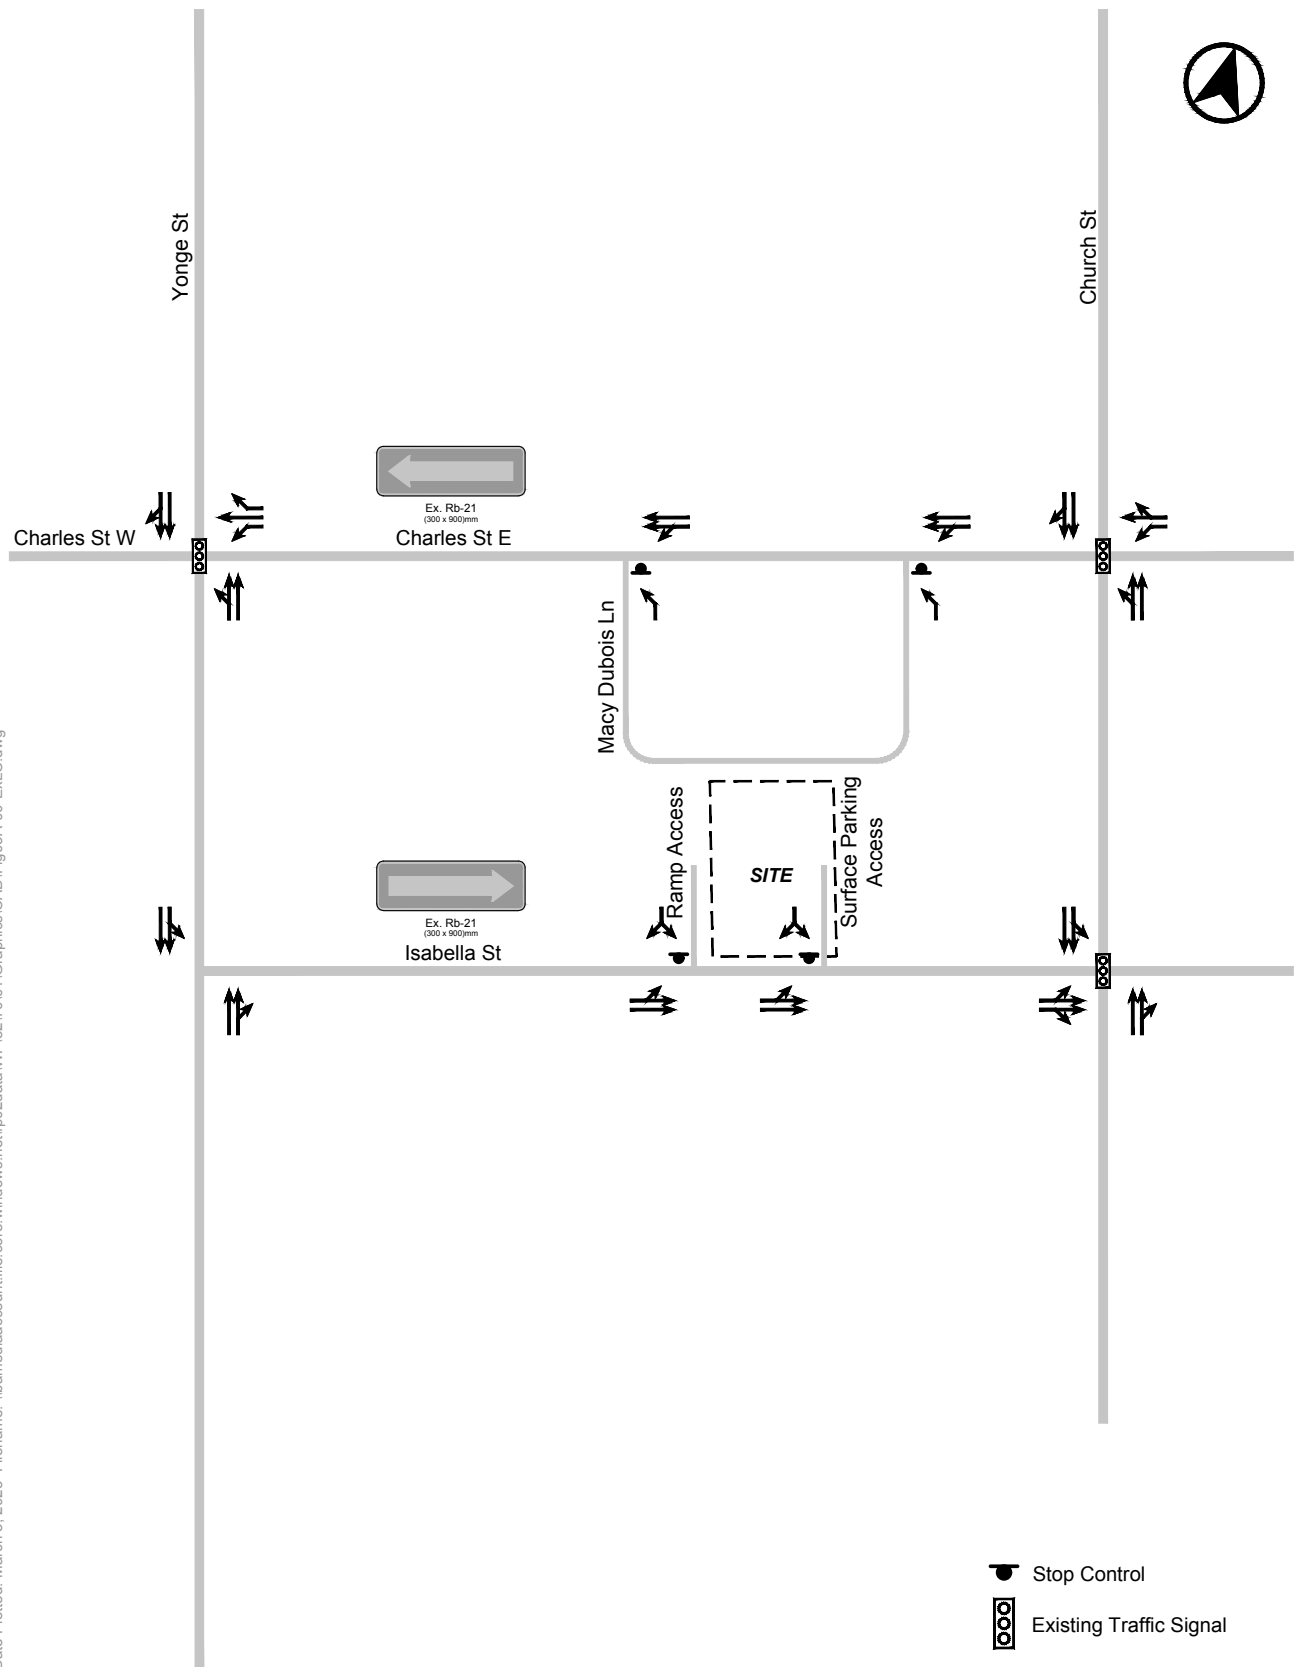 Yonge St
Church St
Ex. Rb-21
(300 x 900)mm
Charles St W
Charles St E
Macy Dubois Ln
Ramp Access
SITE
Surface Parking
Access
Ex. Rb-21
(300 x 900)mm
Isabella St
Stop Control
Existing Traffic Signal